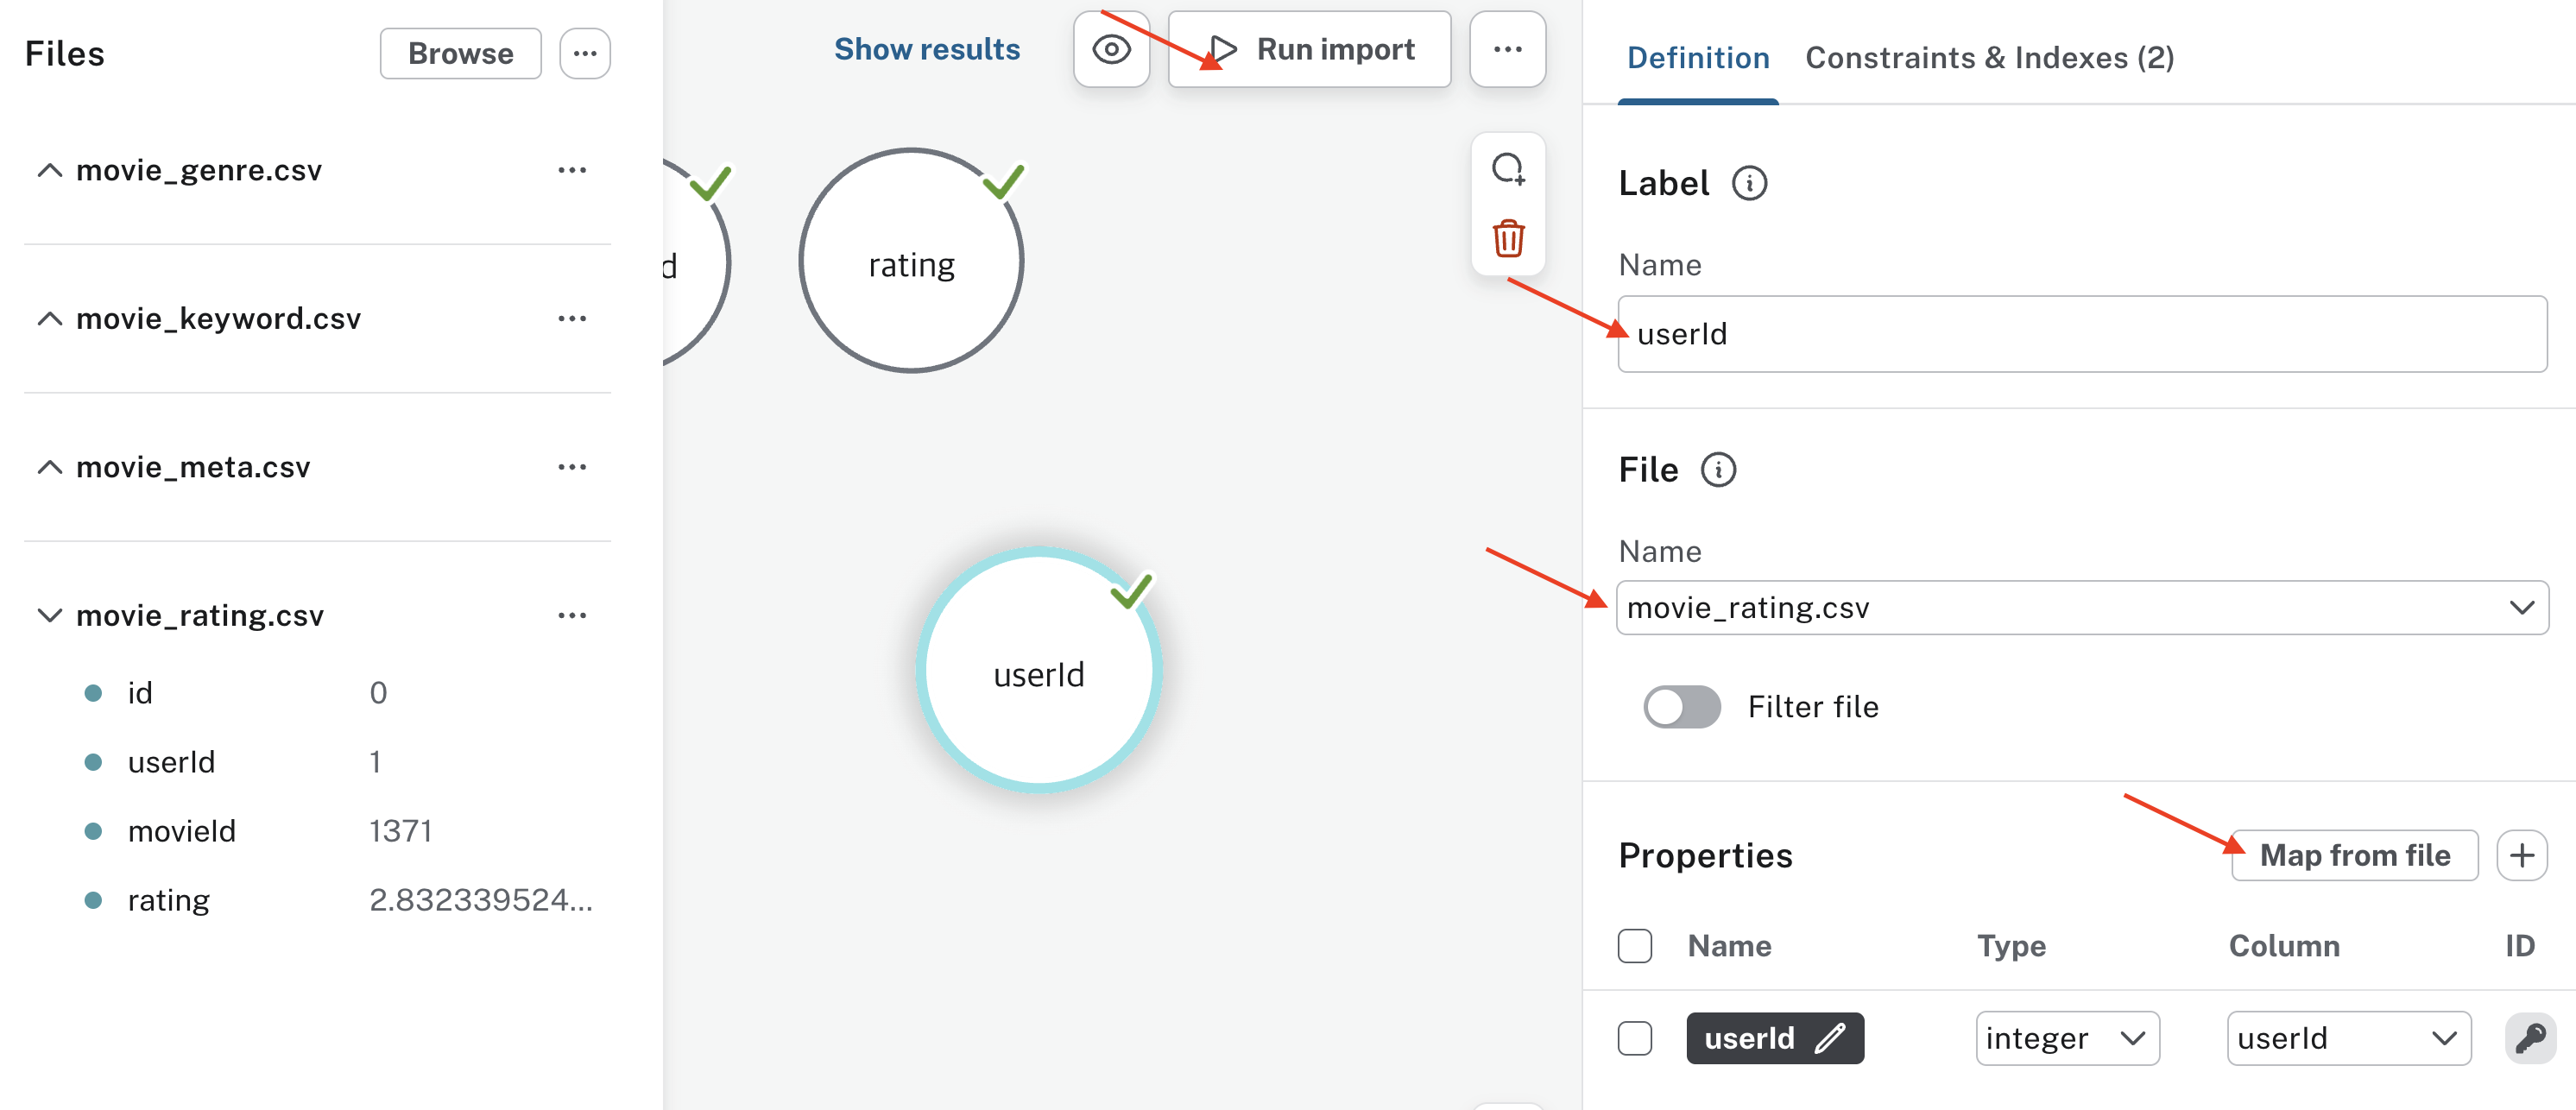 Files
Browse
movie_genre.csv
movie_keyword.csv
movie_meta.csv
movie_rating.csv
id 0
userId 1
movieId 1371
rating 2.832339524...
Show results
Run import
d
rating
userId
Definition
Constraints & Indexes (2)
Label
Name
userId
File
Name
movie_rating.csv
Filter file
Properties
Map from file
Name Type Column ID
userId integer userId